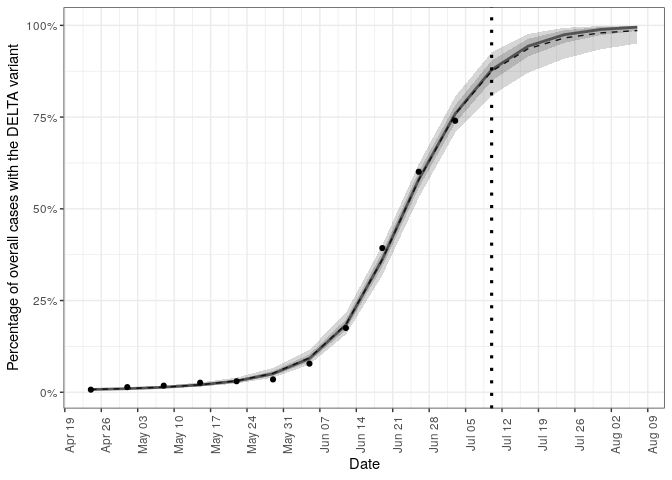 Percentage of overall cases with the DELTA variant
100%
75%
50%
25%
0%
Apr 19
Apr 26
May 03
May 10
May 17
May 24
May 31
Jun 07
Jun 14
Jun 21
Jun 28
Jul 05
Jul 12
Jul 19
Jul 26
Aug 02
Aug 09
Date